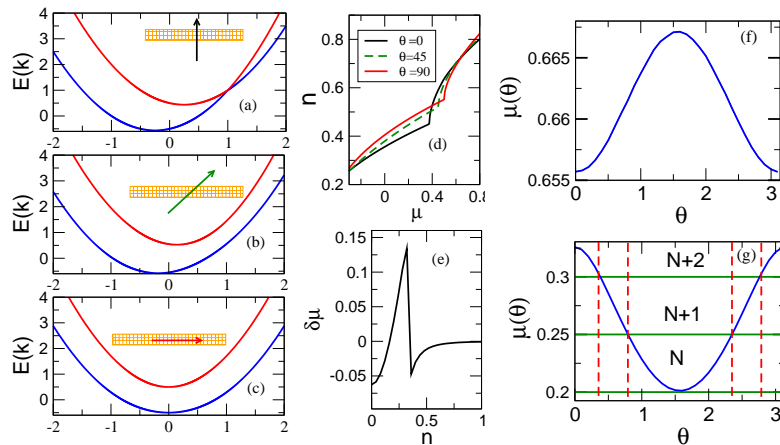 4
3
2
1
0
E(k)
(a)
-2 -1 0 1 2
4
3
2
1
0
E(k)
(b)
4
3
2
1
0
E(k)
(c)
-2 -1 0 1 2
0.8
0.6
0.4
0.2
n
θ=0
θ=45
θ=90
(d)
0 0.4 0.8
μ
0.15
0.1
0.05
0
-0.05
δμ
(e)
0 0.5 1
n
0.665
0.66
0.655
μ(θ)
(f)
0 1 2 3
θ
0.3
0.25
0.2
μ(θ)
(g)
N+2
N+1
N
0 1 2 3
θ